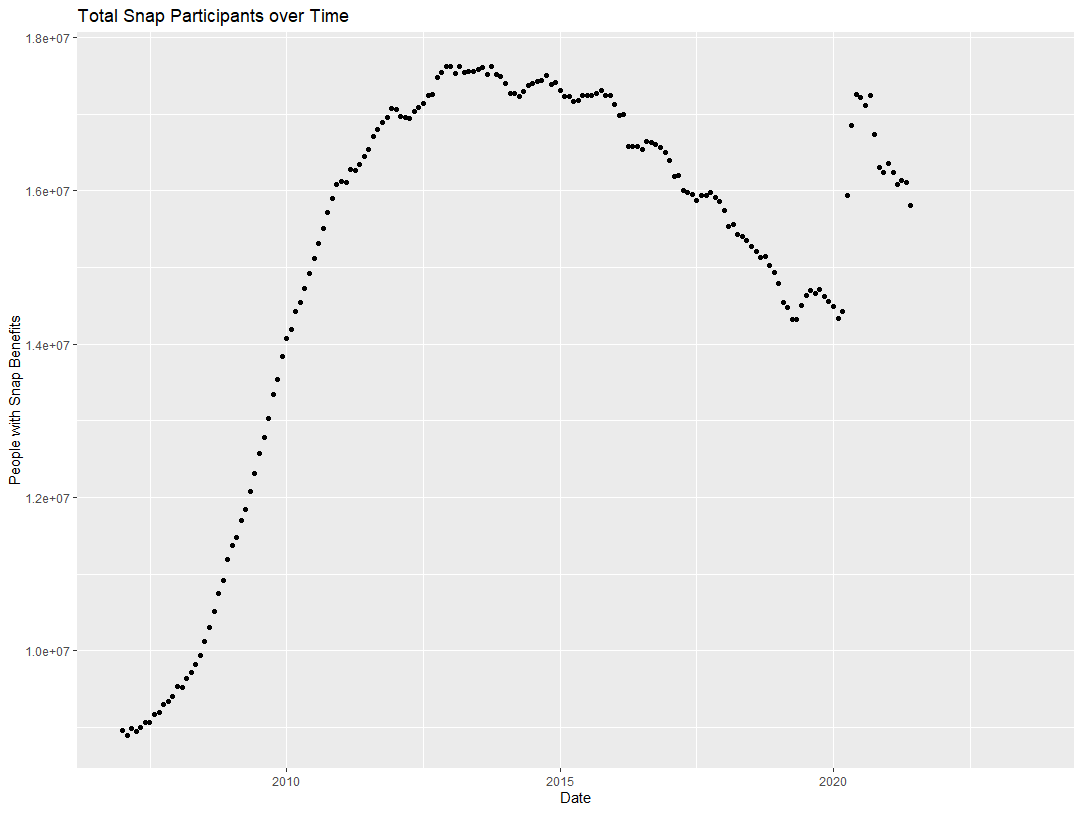 Total Snap Participants over Time
People with Snap Benefits
1.8e+07
1.6e+07
1.4e+07
1.2e+07
1.0e+07
2010 2015 2020
Date